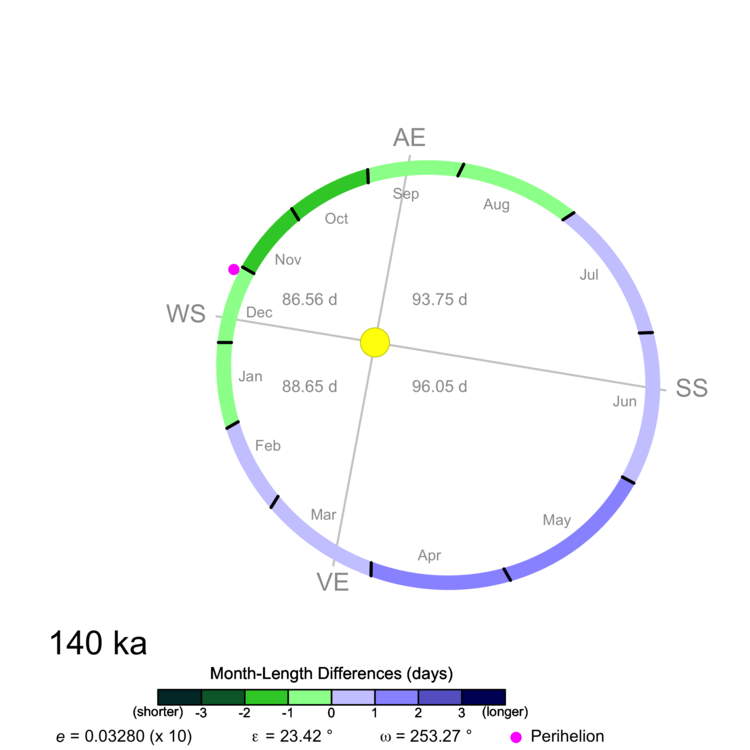 AE
Sep
Aug
Oct
Nov
Jul
86.56 d
93.75 d
WS
Dec
Jan
88.65 d
96.05 d
SS
Jun
Feb
Mar
May
Apr
VE
140 ka
Month-Length Differences (days)
(shorter) -3 -2 -1 0 1 2 3 (longer)
e = 0.03280 (x 10) ε = 23.42 ° ω = 253.27 ° Perihelion